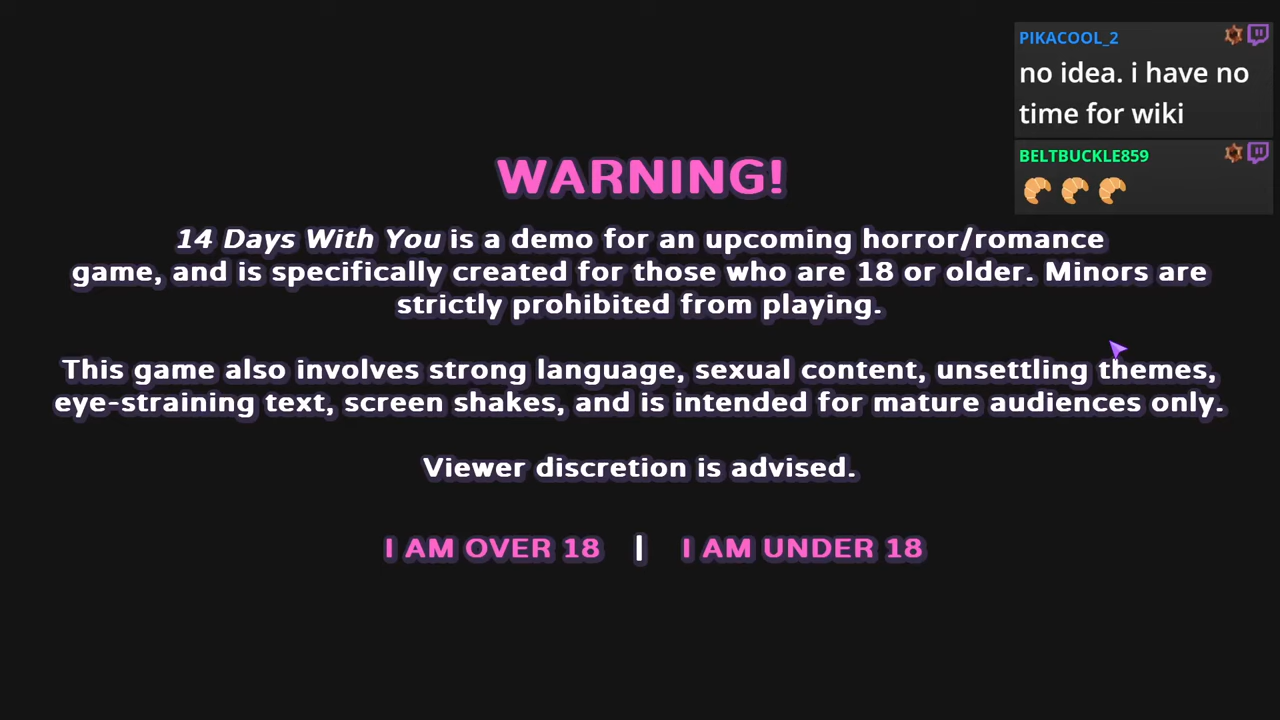 PIKACOOL_2
no idea. i have no
time for wiki
BELTBUCKLE859
WARNING!
14 Days With You is a demo for an upcoming horror/romance
game, and is specifically created for those who are 18 or older. Minors are
strictly prohibited from playing.
This game also involves strong language, sexual content, unsettling themes,
eye-straining text, screen shakes, and is intended for mature audiences only.
Viewer discretion is advised.
I AM OVER 18 | I AM UNDER 18